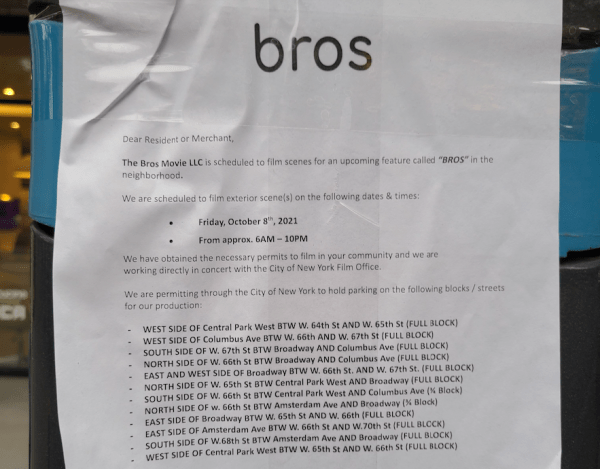 bros
Dear Resident or Merchant,
The Bros Movie LLC is scheduled to film scenes for an upcoming feature called "BROS" in the
neighborhood.
We are scheduled to film exterior scene(s) on the following dates & times:
• Friday, October 8th, 2021
• From approx. 6AM – 10PM
We have obtained the necessary permits to film in your community and we are
working directly in concert with the City of New York Film Office.
We are permitting through the City of New York to hold parking on the following blocks / streets
for our production:
- WEST SIDE OF Central Park West BTW W. 64th St AND W. 65th St (FULL BLOCK)
- WEST SIDE OF Columbus Ave BTW W. 66th AND W. 67th St (FULL BLOCK)
- SOUTH SIDE OF W. 67th St BTW Broadway AND Columbus Ave (FULL BLOCK)
- NORTH SIDE OF W. 66th St BTW Broadway AND Columbus Ave (FULL BLOCK)
- EAST AND WEST SIDE OF Broadway BTW W. 66th St. AND W. 67th St. (FULL BLOCK)
- NORTH SIDE OF W. 65th St BTW Central Park West AND Broadway (FULL BLOCK)
- SOUTH SIDE OF W. 66th St BTW Central Park West AND Columbus Ave ( Block)
- NORTH SIDE OF w. 66th St BTW Amsterdam Ave AND Broadway ( Block)
- EAST SIDE OF Broadway BTW W. 65th St AND W. 66th (FULL BLOCK)
- EAST SIDE OF Amsterdam Ave BTW W. 66th St AND W.70th St (FULL BLOCK)
- SOUTH SIDE OF W.68th St BTW Amsterdam Ave AND Broadway (FULL BLOCK)
- WEST SIDE OF Central Park West BTW W. 65th St AND W. 66th St (FULL BLOCK)